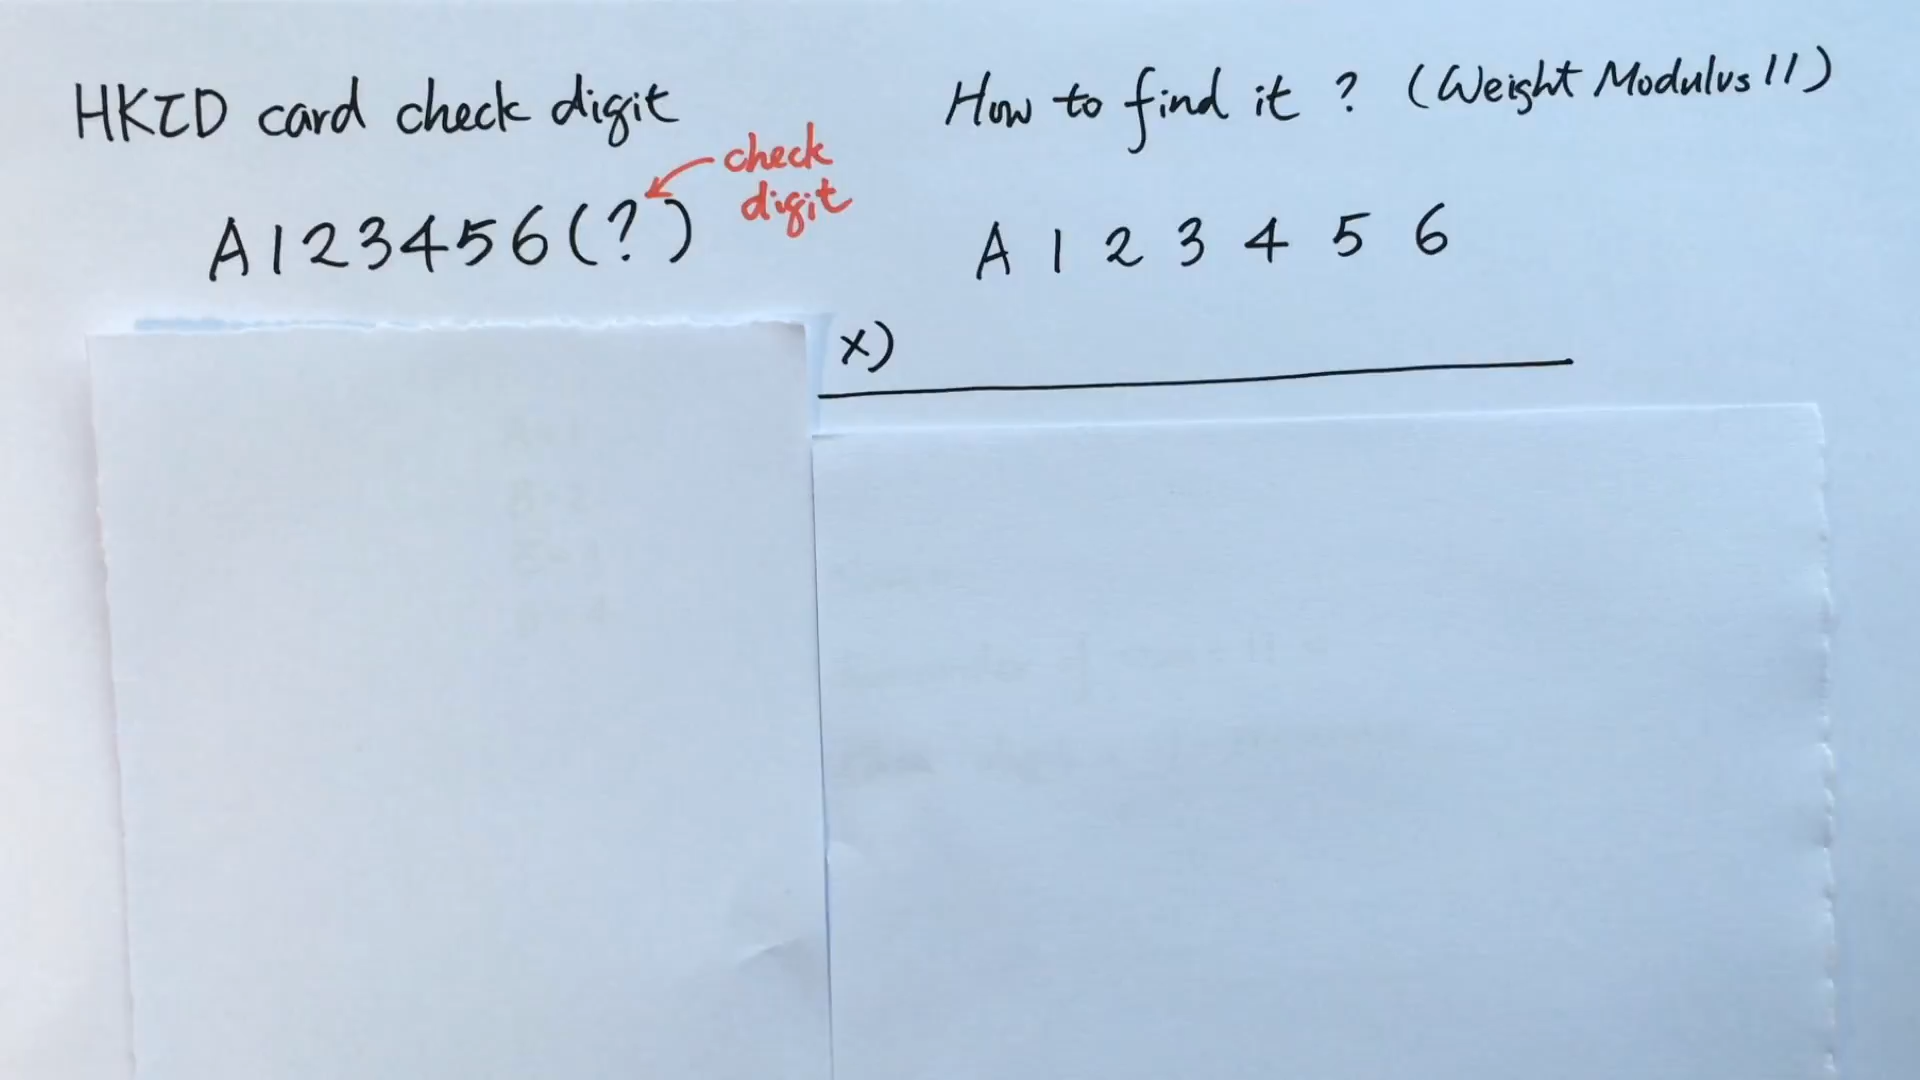 HKID card check digit
check
digit
A123456(?)
How to find it? (Weight Modulus 11)
A 1 2 3 4 5 6
x)